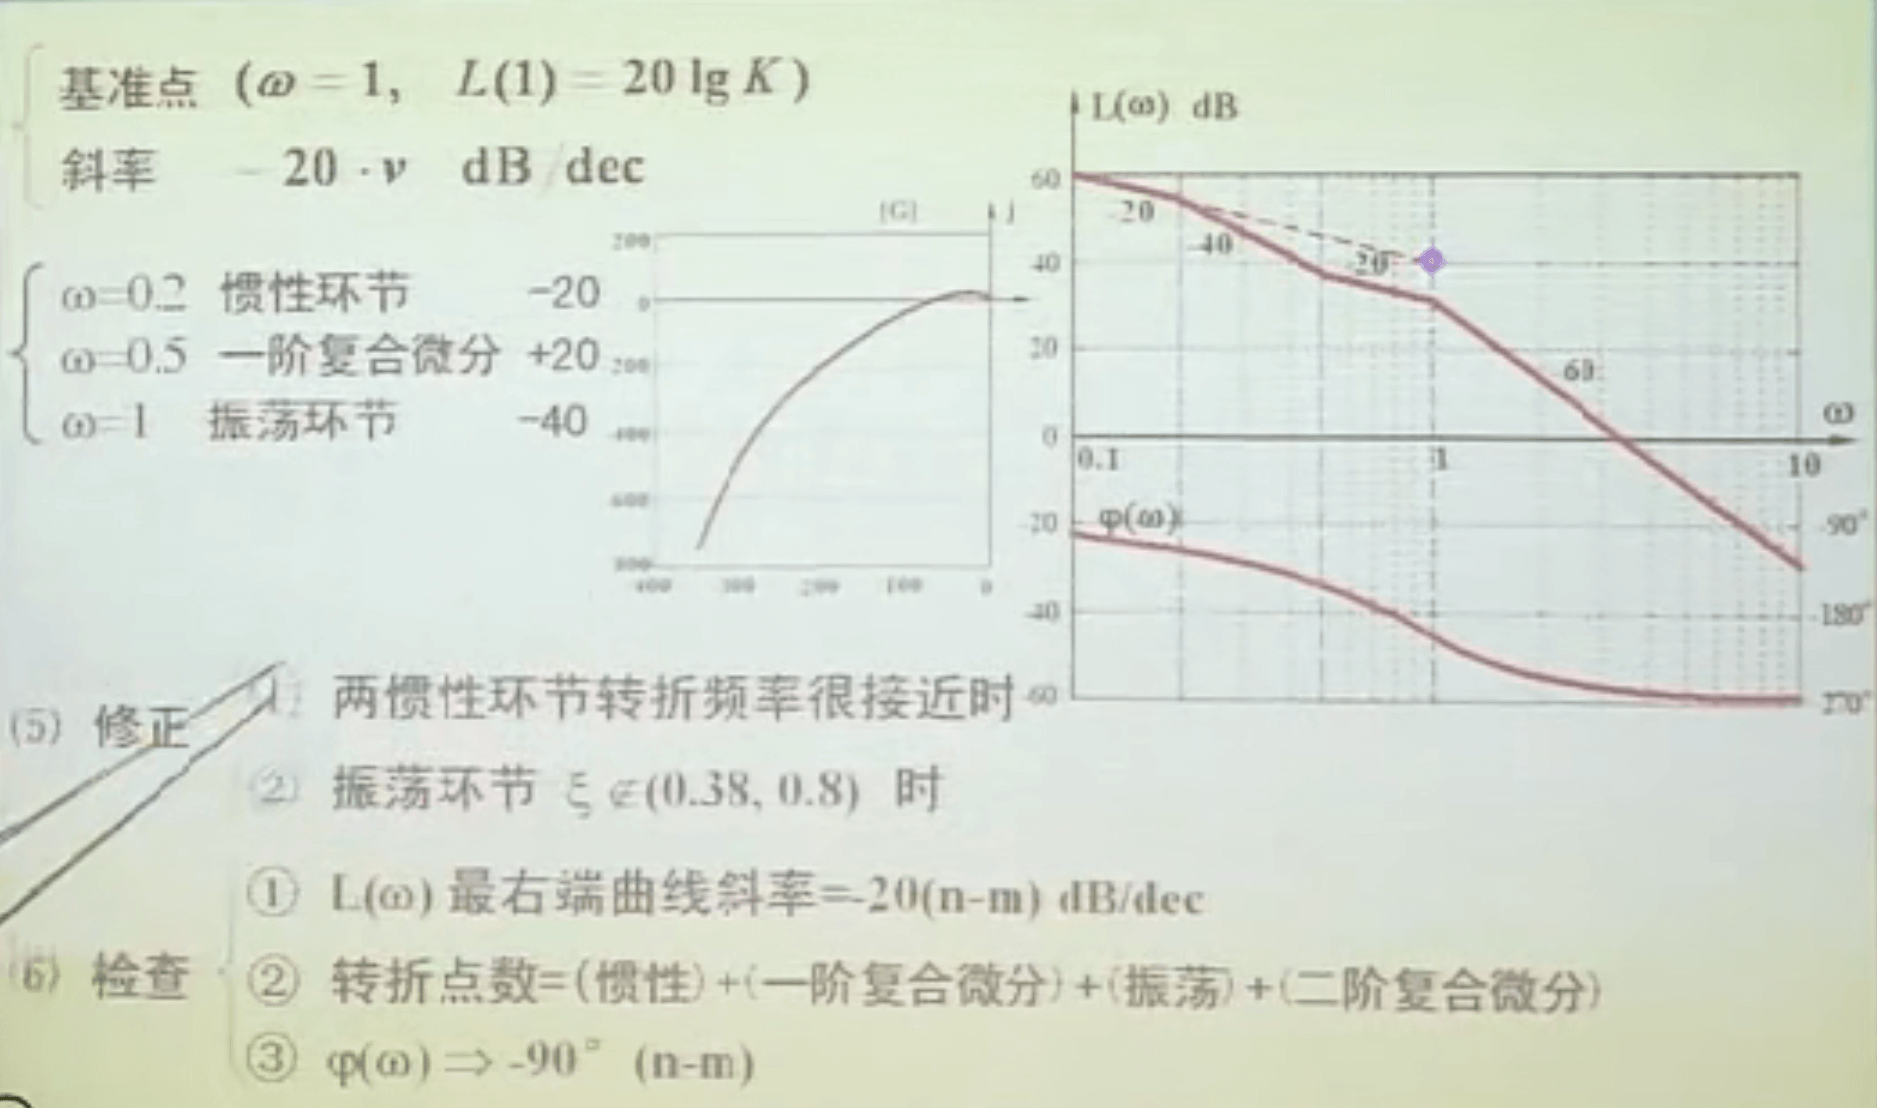 基准点 (ω = 1, L(1) = 20 lg K)
斜率 - 20 · v dB/dec
ω=0.2 惯性环节 -20
ω=0.5 一阶复合微分 +20
ω=1 振荡环节 -40
[G] j
200
0
200
400
600
800
400 300 200 100 0
L(ω) dB
60
-20
-40
-20
40
20
60
ω
0
0.1 1 10
-20 φ(ω) -90°
-40 180°
60 270°
(5) 修正
两惯性环节转折频率很接近时
② 振荡环节 ξ ∉ (0.38, 0.8) 时
(6) 检查
① L(ω) 最右端曲线斜率=-20(n-m) dB/dec
② 转折点数=(惯性)+(一阶复合微分)+(振荡)+(二阶复合微分)
③ φ(ω) ⇒ -90° (n-m)